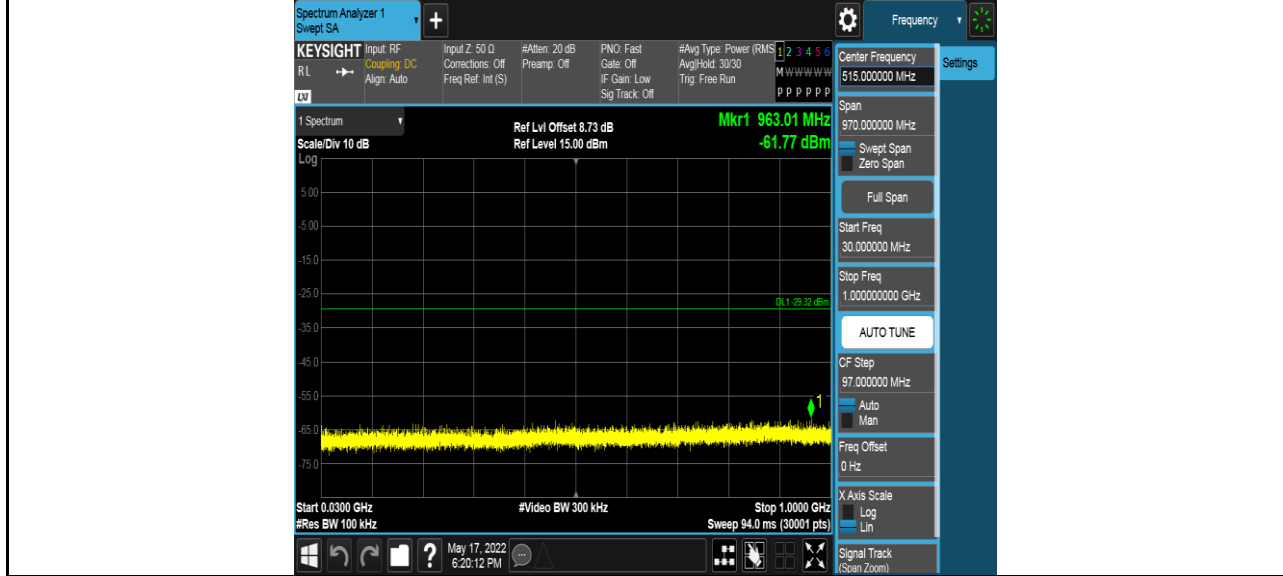 Spectrum Analyzer 1
Swept SA
Frequency
KEYSIGHT
RL
LXI
Input: RF
Coupling: DC
Align: Auto
Input Z: 50 Ω
Corrections: Off
Freq Ref: Int (S)
#Atten: 20 dB
Preamp: Off
PNO: Fast
Gate: Off
IF Gain: Low
Sig Track: Off
#Avg Type: Power (RMS
Avg|Hold: 30/30
Trig: Free Run
1 2 3 4 5 6
M W W W W W
P P P P P P
1 Spectrum
Scale/Div 10 dB
Ref Lvl Offset 8.73 dB
Ref Level 15.00 dBm
Mkr1 963.01 MHz
-61.77 dBm
Log
5.00
-5.00
-15.0
-25.0
DL1 -29.32 dBm
-35.0
-45.0
-55.0
1
-65.0
-75.0
Start 0.0300 GHz
#Video BW 300 kHz
Stop 1.0000 GHz
#Res BW 100 kHz
Sweep 94.0 ms (30001 pts)
?
May 17, 2022
6:20:12 PM
Center Frequency
515.000000 MHz
Settings
Span
970.000000 MHz
Swept Span
Zero Span
Full Span
Start Freq
30.000000 MHz
Stop Freq
1.000000000 GHz
AUTO TUNE
CF Step
97.000000 MHz
Auto
Man
Freq Offset
0 Hz
X Axis Scale
Log
Lin
Signal Track
(Span Zoom)